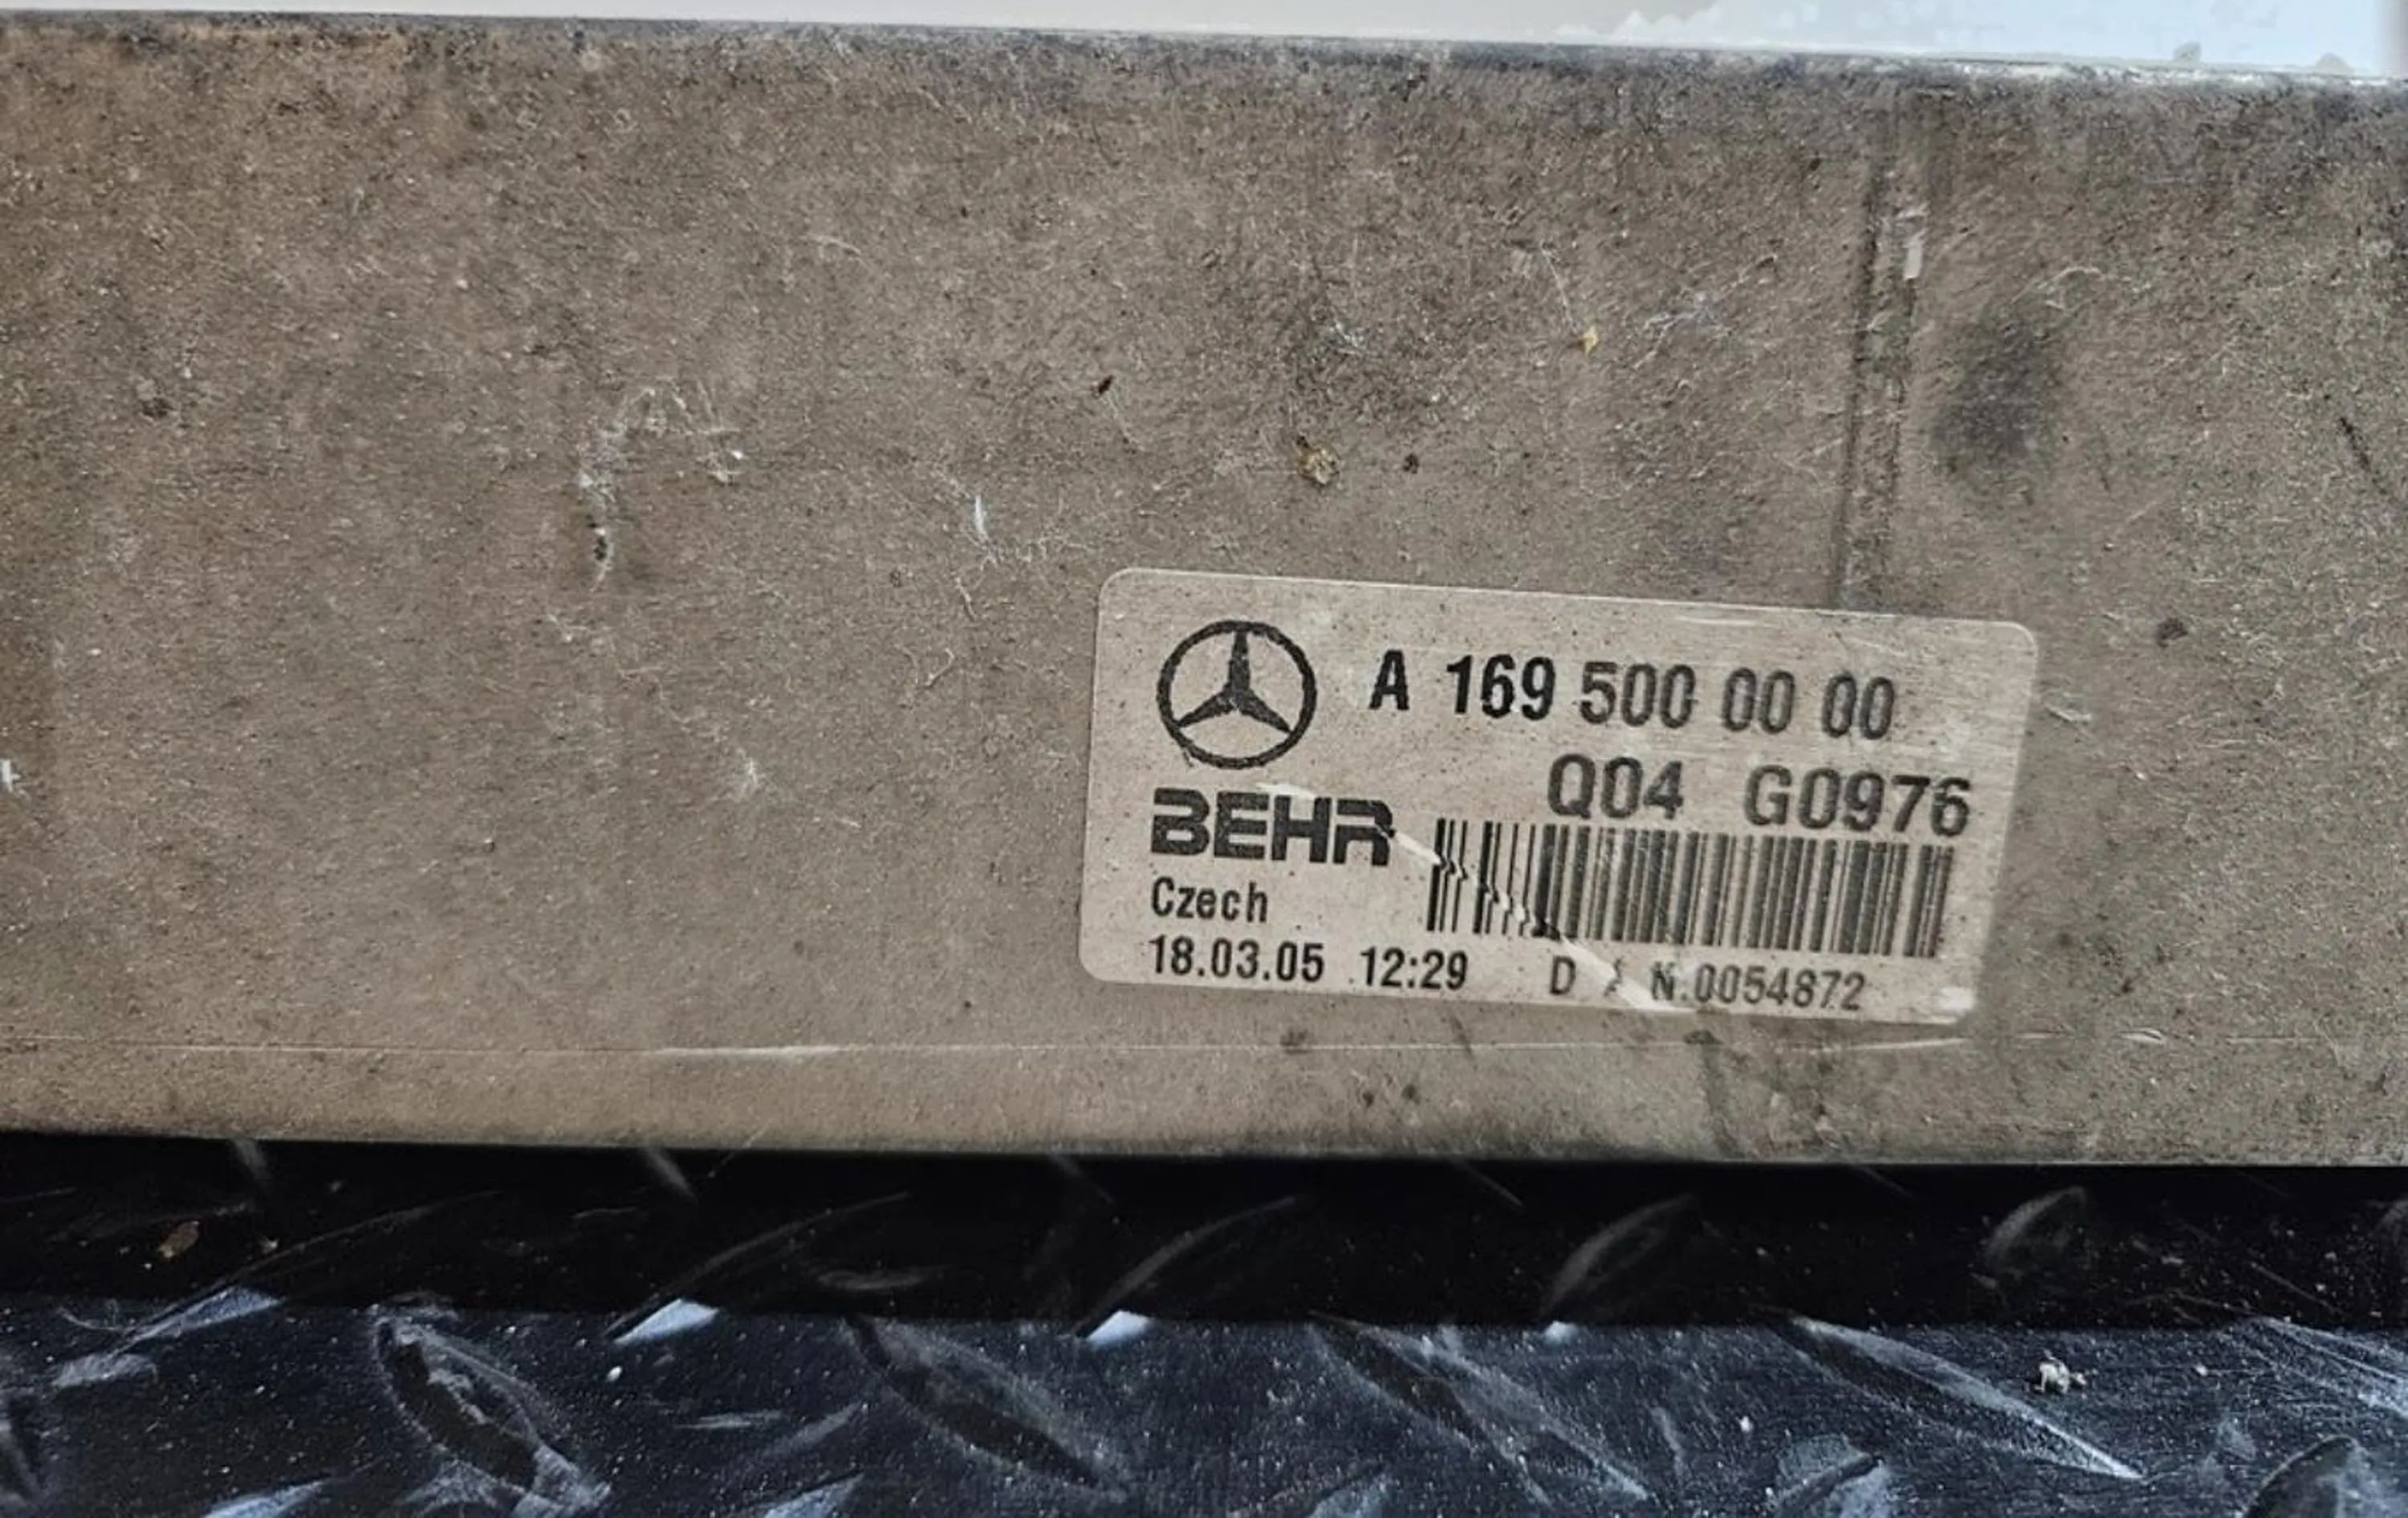 A 169 500 00 00
Q04 G0976
BEHR
Czech
18.03.05 12:29 D N.0054872